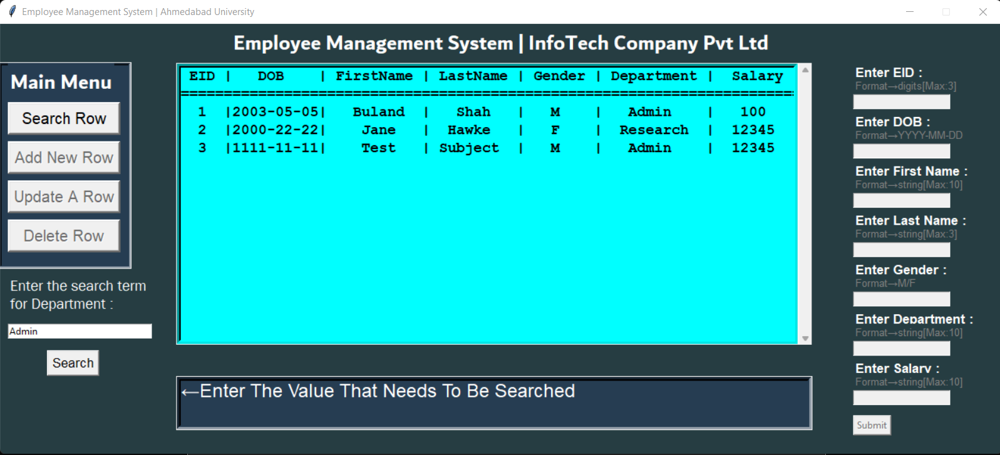 Employee Management System | Ahmedabad University
Employee Management System | InfoTech Company Pvt Ltd
Main Menu
Search Row
Add New Row
Update A Row
Delete Row
Enter the search term
for Department :
Admin
Search
EID | DOB | FirstName | LastName | Gender | Department | Salary
========================================================================
1 |2003-05-05| Buland | Shah | M | Admin | 100
2 |2000-22-22| Jane | Hawke | F | Research | 12345
3 |1111-11-11| Test | Subject | M | Admin | 12345
←Enter The Value That Needs To Be Searched
Enter EID :
Format→digits[Max:3]
Enter DOB :
Format→YYYY-MM-DD
Enter First Name :
Format→string[Max:10]
Enter Last Name :
Format→string[Max:3]
Enter Gender :
Format→M/F
Enter Department :
Format→string[Max:10]
Enter Salary :
Format→string[Max:10]
Submit